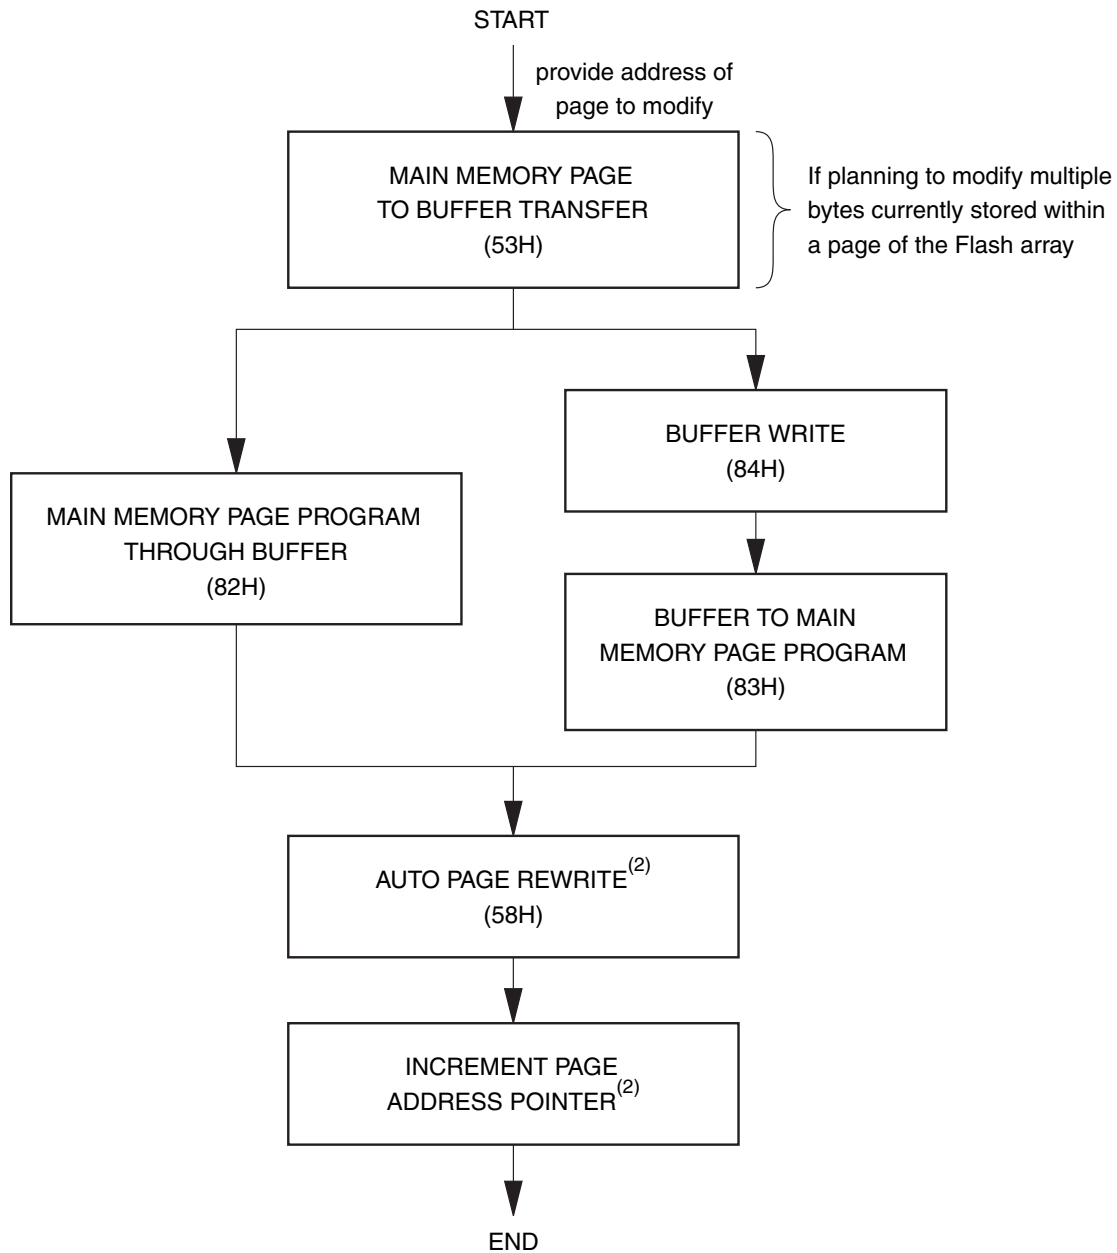 START
provide address of
page to modify
MAIN MEMORY PAGE
TO BUFFER TRANSFER
(53H)
If planning to modify multiple
bytes currently stored within
a page of the Flash array
BUFFER WRITE
(84H)
MAIN MEMORY PAGE PROGRAM
THROUGH BUFFER
(82H)
BUFFER TO MAIN
MEMORY PAGE PROGRAM
(83H)
AUTO PAGE REWRITE(2)
(58H)
INCREMENT PAGE
ADDRESS POINTER(2)
END